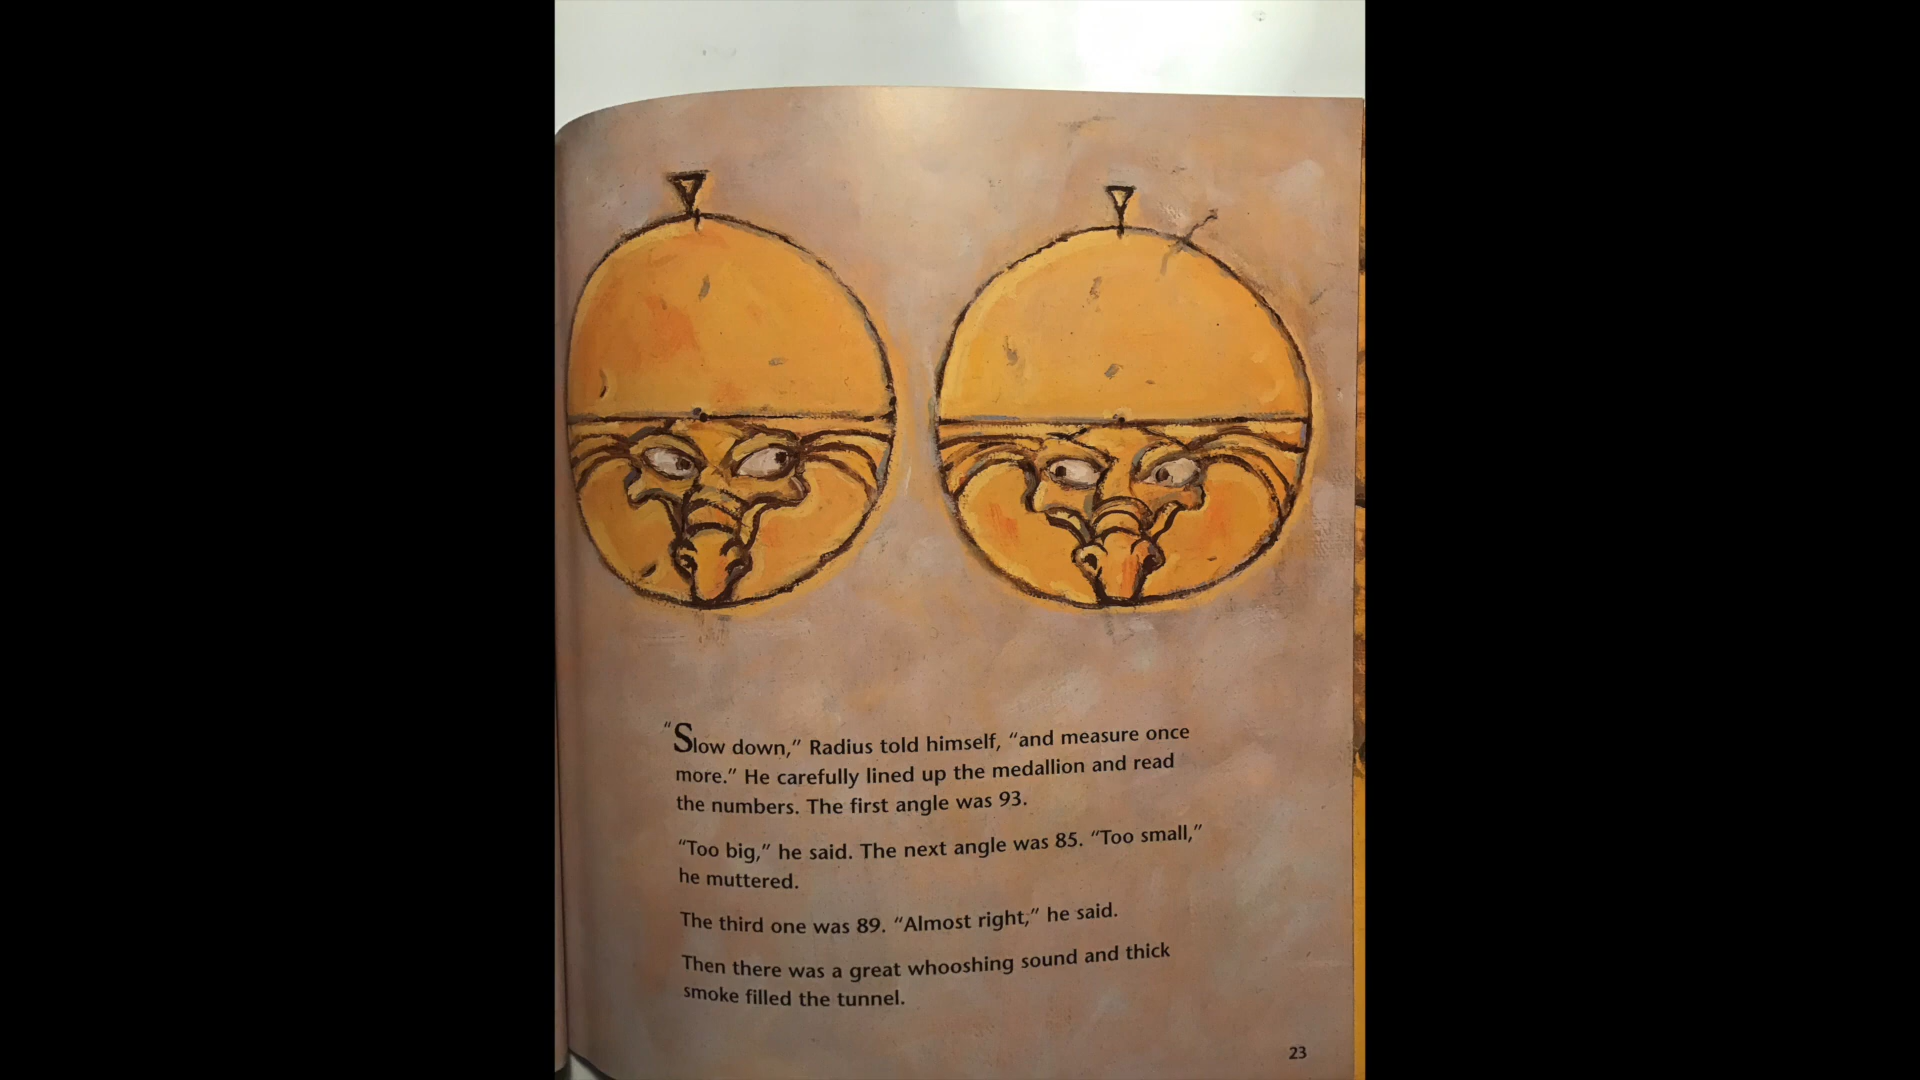 “Slow down,” Radius told himself, “and measure once
more.” He carefully lined up the medallion and read
the numbers. The first angle was 93.
“Too big,” he said. The next angle was 85. “Too small,”
he muttered.
The third one was 89. “Almost right,” he said.
Then there was a great whooshing sound and thick
smoke filled the tunnel.
23